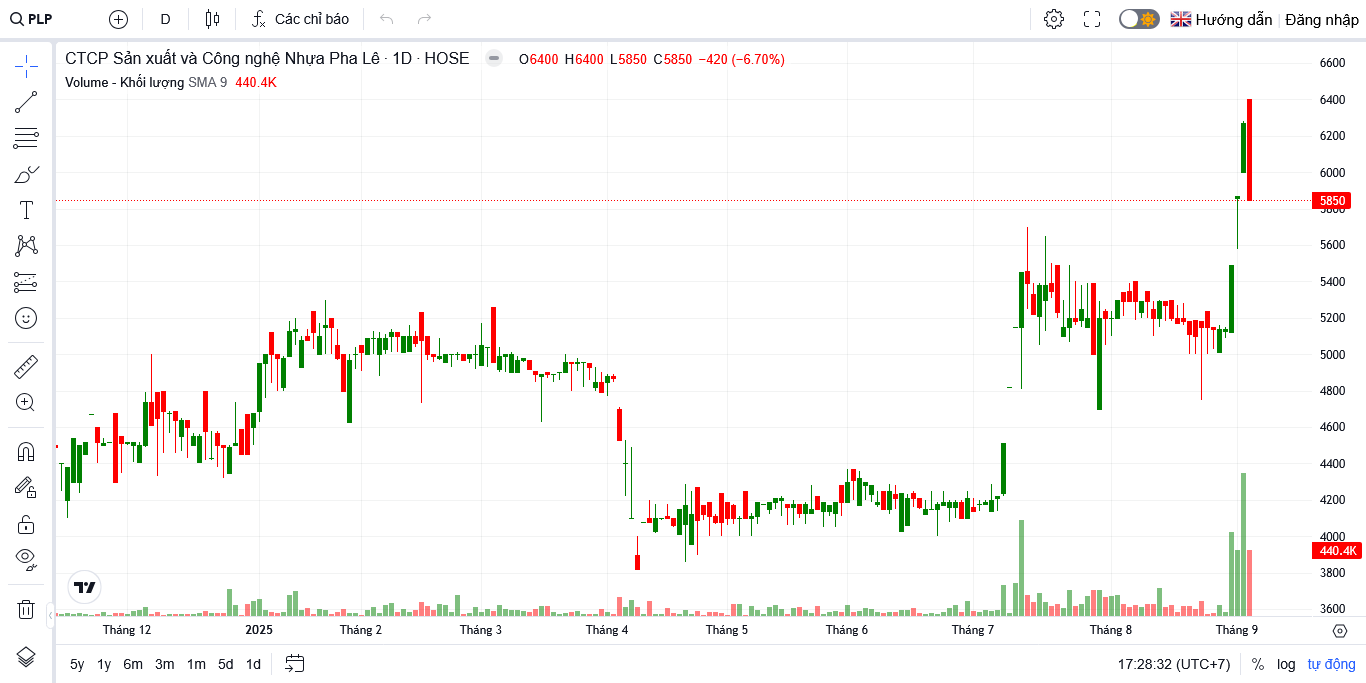 PLP D Các chỉ báo Hướng dẫn Đăng nhập
CTCP Sản xuất và Công nghệ Nhựa Pha Lê · 1D · HOSE O6400 H6400 L5850 C5850 −420 (−6.70%)
Volume - Khối lượng SMA 9 440.4K
6600
6400
6200
6000
5850
5800
5600
5400
5200
5000
4800
4600
4400
4200
4000
440.4K
3800
3600
Tháng 12 2025 Tháng 2 Tháng 3 Tháng 4 Tháng 5 Tháng 6 Tháng 7 Tháng 8 Tháng 9
5y 1y 6m 3m 1m 5d 1d 17:28:32 (UTC+7) % log tự động